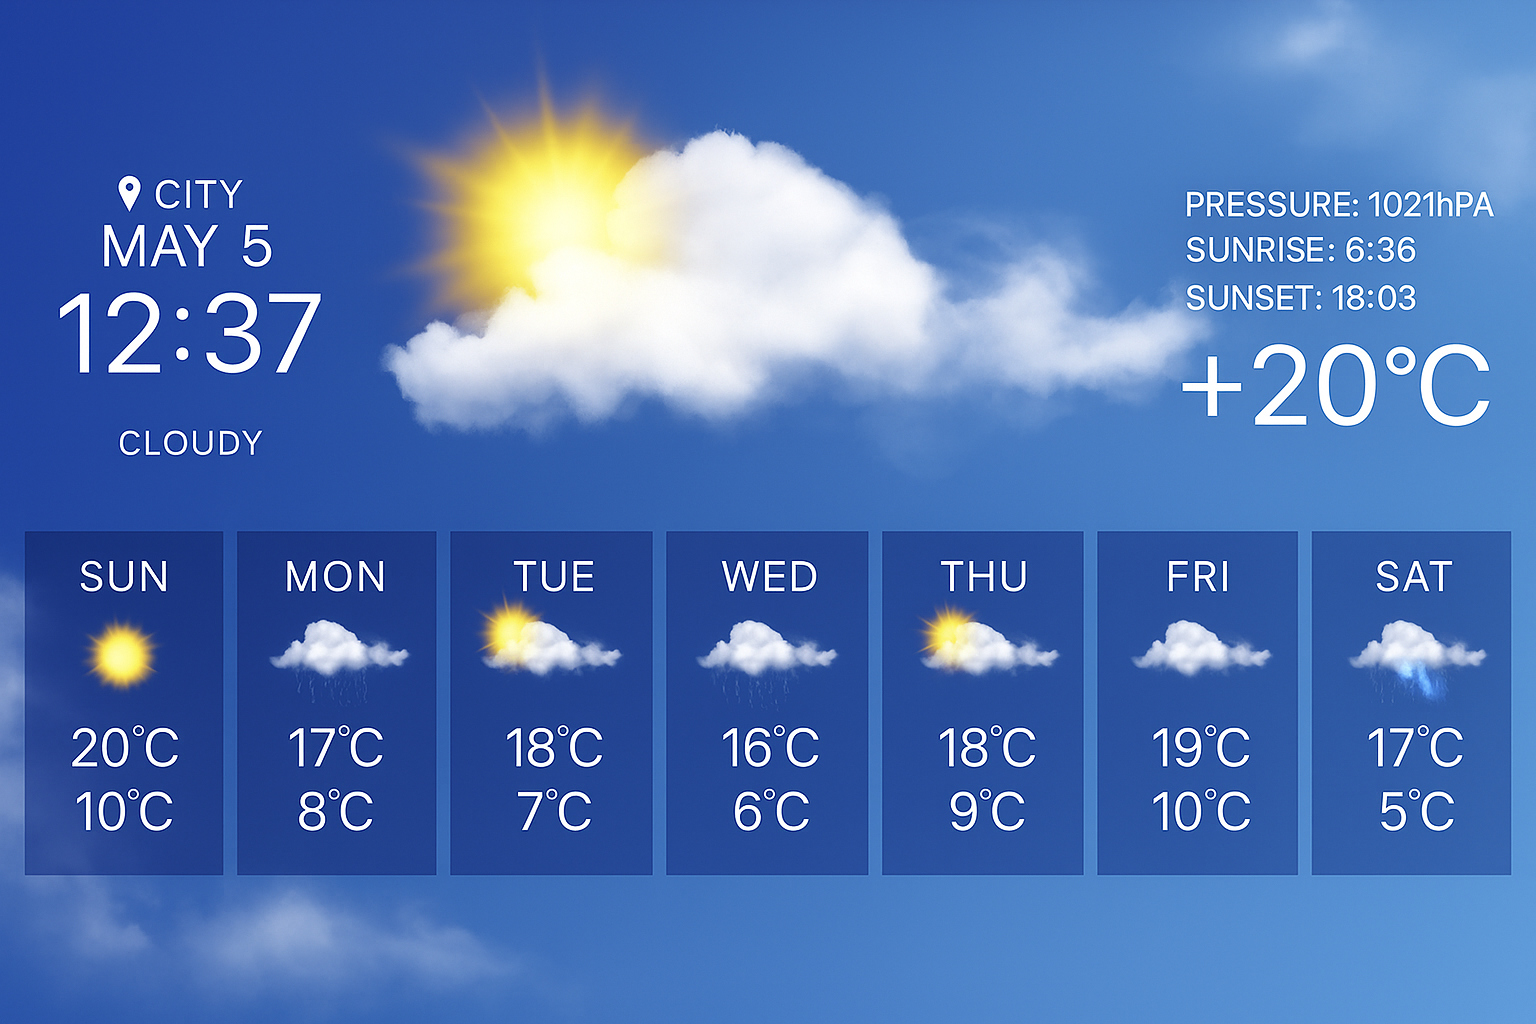 CITY
MAY 5
12:37
CLOUDY
PRESSURE: 1021hPA
SUNRISE: 6:36
SUNSET: 18:03
+20°C
SUN
20°C
10°C
MON
17°C
8°C
TUE
18°C
7°C
WED
16°C
6°C
THU
18°C
9°C
FRI
19°C
10°C
SAT
17°C
5°C